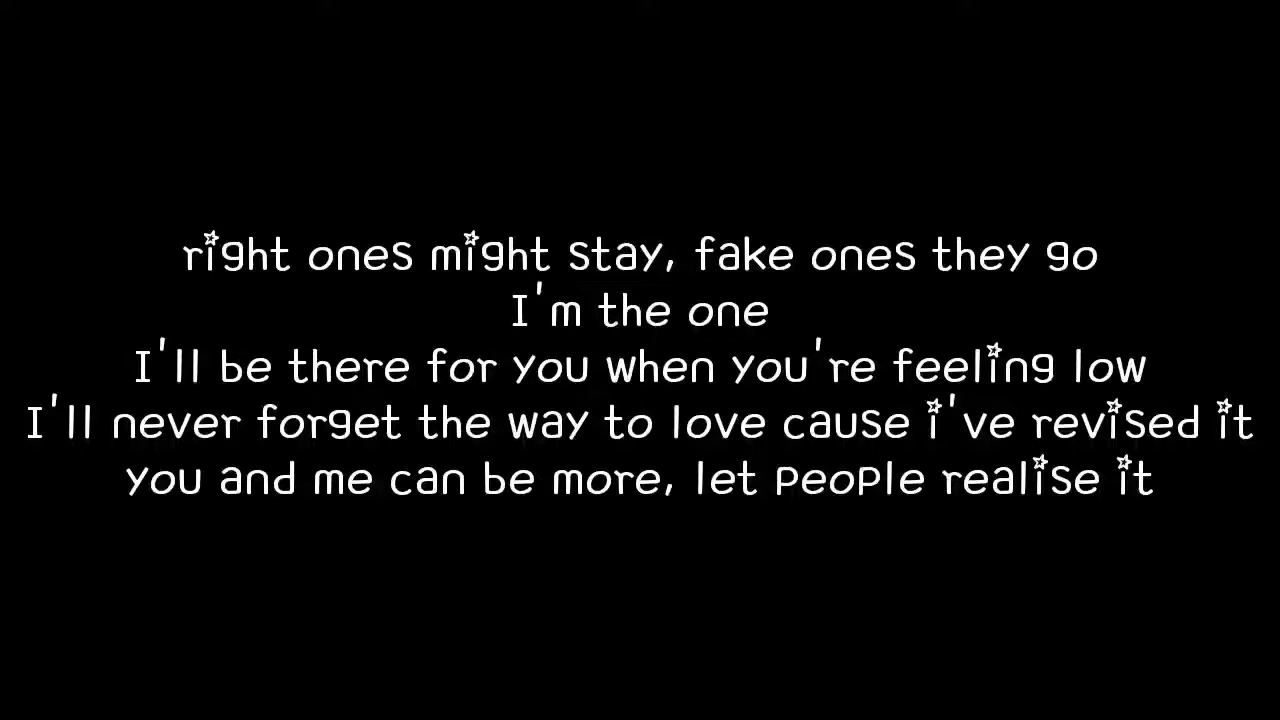 right ones might stay, fake ones they go
I'm the one
I'll be there for you when you're feeling low
I'll never forget the way to love cause i've revised it
you and me can be more, let people realise it